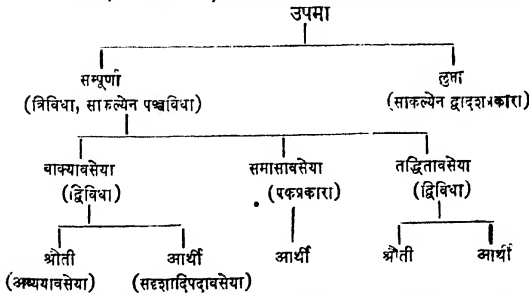 उपमा
सम्पूर्णा लुप्ता
(त्रिविधा, साकल्येन पञ्चविधा) (साकल्येन द्वादशप्रकारा)
वाक्यावसेया समासावसेया तद्धितावसेया
(द्विविधा) (एकप्रकारा) (द्विविधा)
श्रौती आर्थी आर्थी श्रौती आर्थी
(अव्ययावसेया) (सदृशादिपदावसेया)